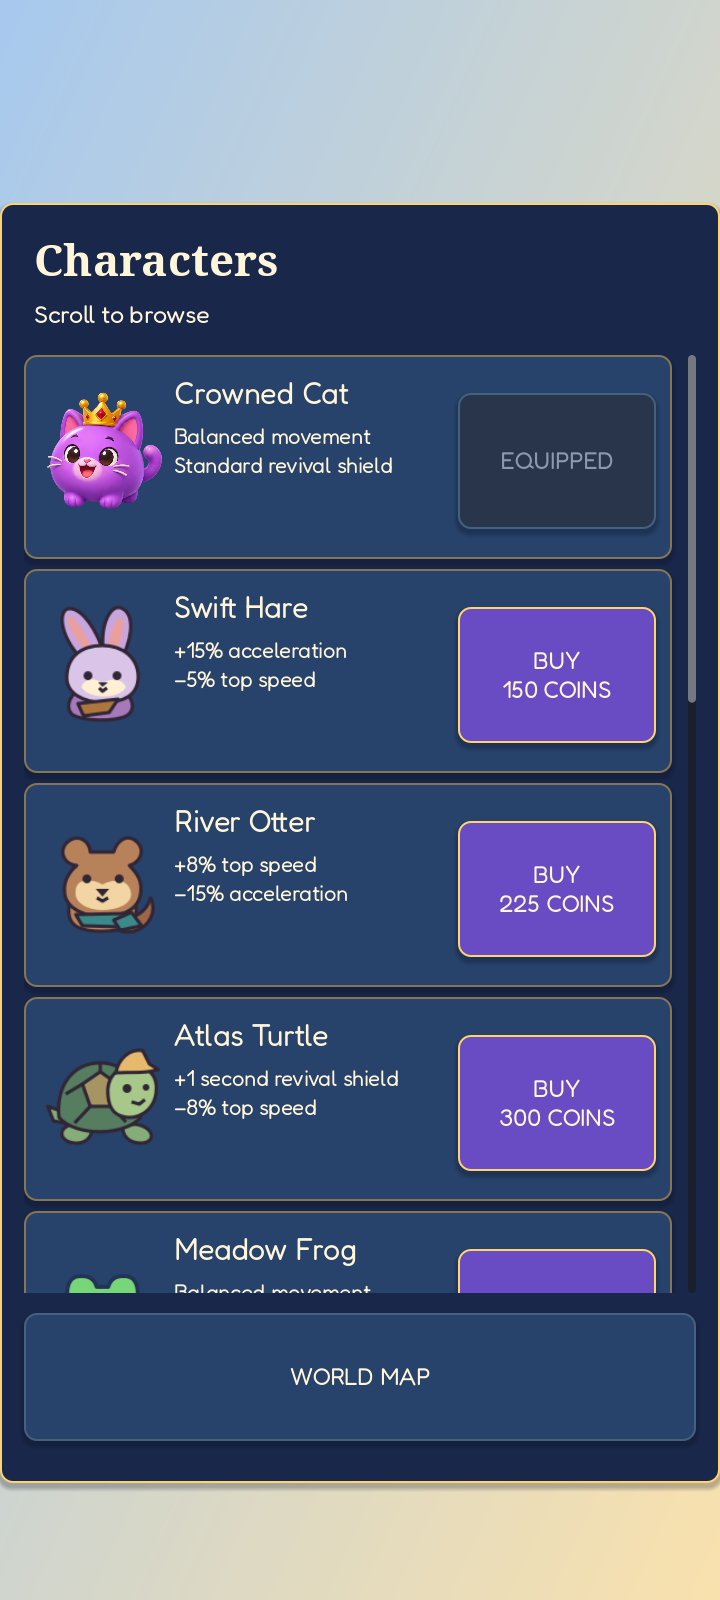 Characters
Scroll to browse
Crowned Cat
Balanced movement
Standard revival shield
EQUIPPED
Swift Hare
+15% acceleration
−5% top speed
BUY
150 COINS
River Otter
+8% top speed
−15% acceleration
BUY
225 COINS
Atlas Turtle
+1 second revival shield
−8% top speed
BUY
300 COINS
Meadow Frog
Balanced movement
WORLD MAP